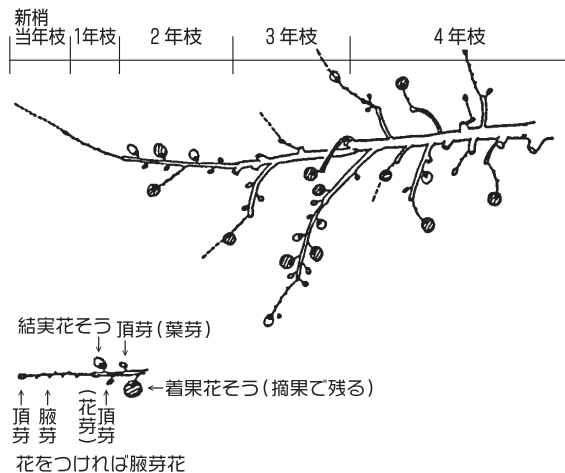 新梢
当年枝 1年枝 2年枝 3年枝 4年枝
結実花そう 頂芽(葉芽)
着果花そう(摘果で残る)
頂芽 腋芽 (花芽) 頂芽
花をつければ腋芽花